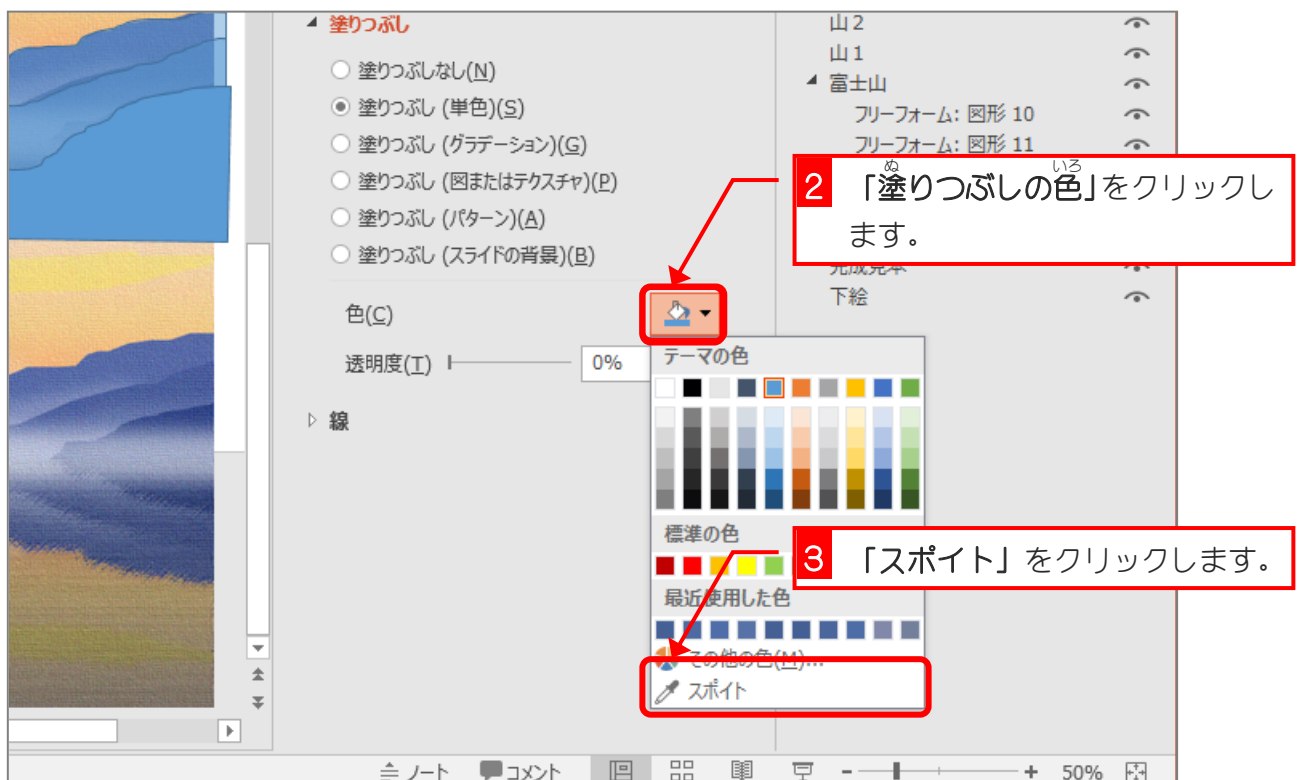 塗りつぶし
塗りつぶしなし(N)
塗りつぶし (単色)(S)
塗りつぶし (グラデーション)(G)
塗りつぶし (図またはテクスチャ)(P)
塗りつぶし (パターン)(A)
塗りつぶし (スライドの背景)(B)
色(C)
透明度(T)
0%
線
山 2
山 1
富士山
フリーフォーム: 図形 10
フリーフォーム: 図形 11
完成見本
下絵
ぬ いろ
2 「塗りつぶしの色」をクリックし
ます。
テーマの色
標準の色
3 「スポイト」をクリックします。
最近使用した色
その他の色(M)...
スポイト
ノート コメント
- + 50%